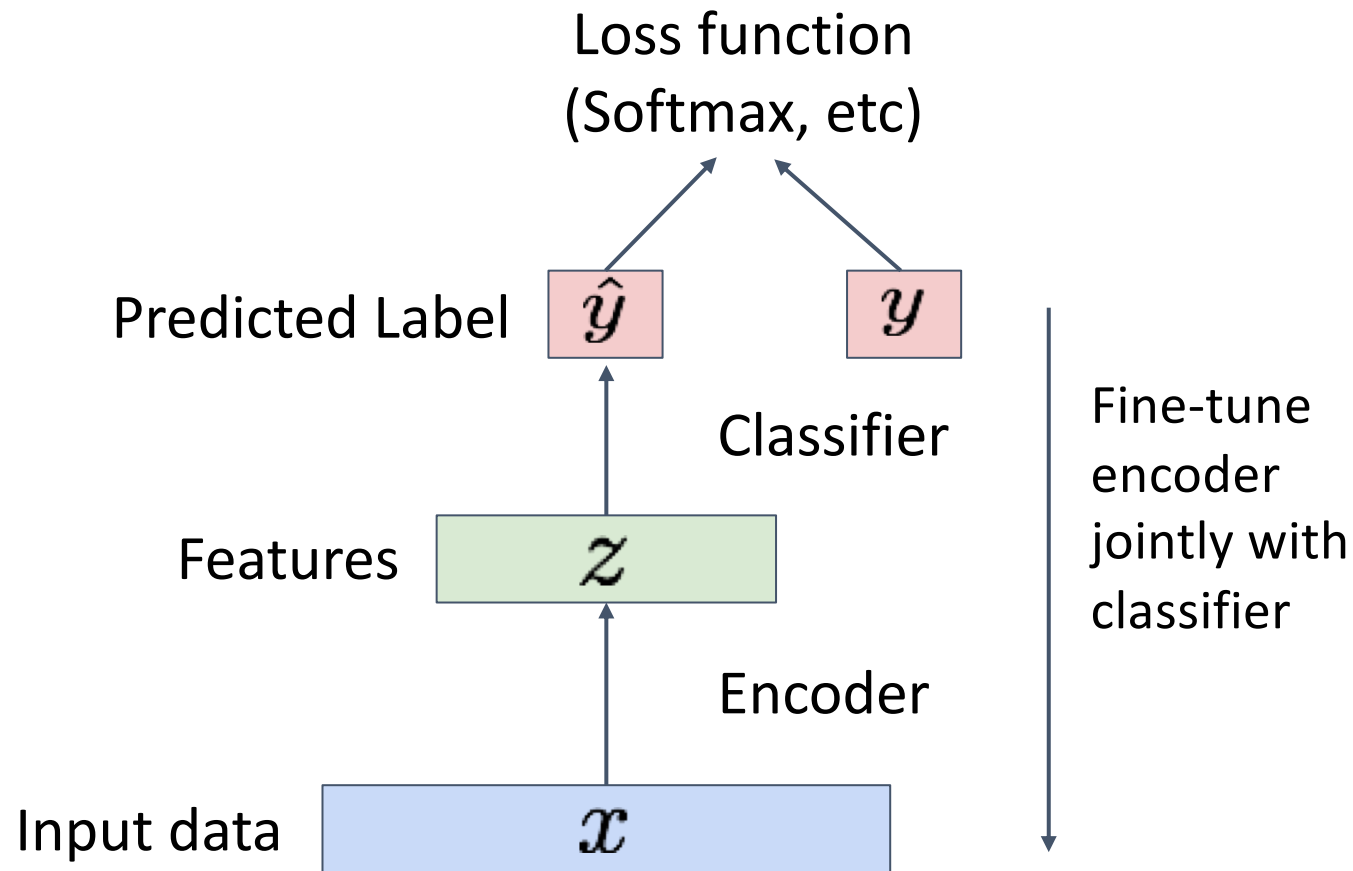 Loss function
(Softmax, etc)
Predicted Label
ŷ
y
Classifier
Fine-tune
encoder
jointly with
classifier
Features
z
Encoder
Input data
x